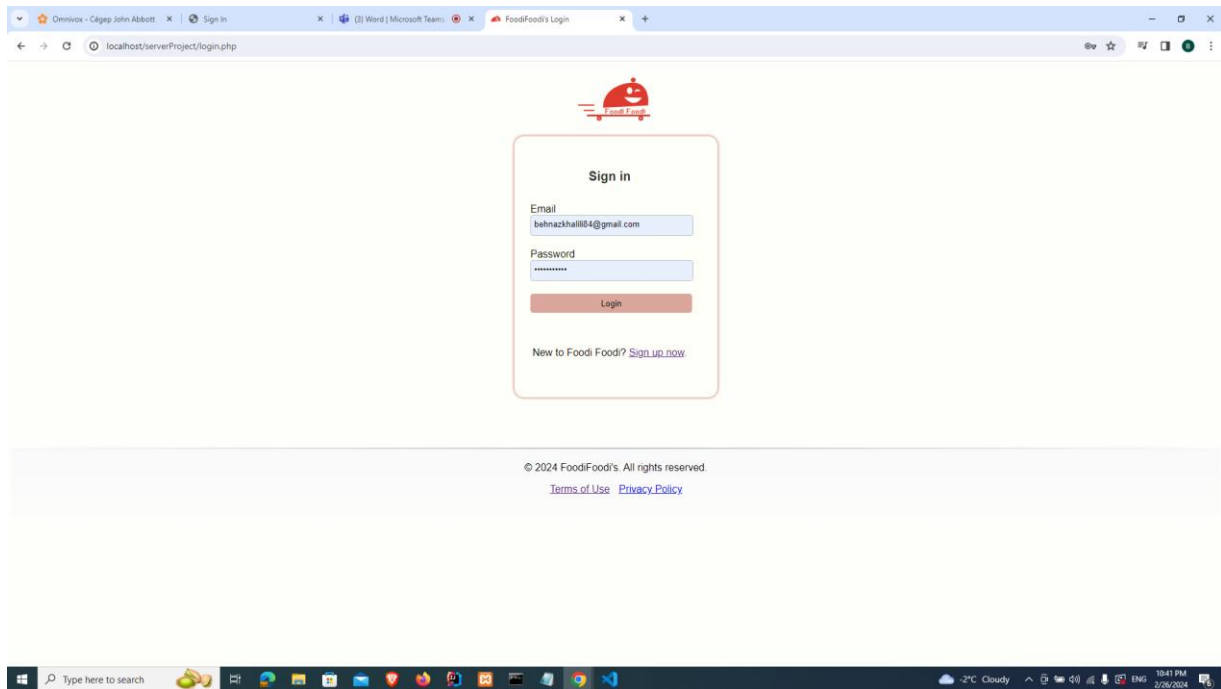 Omnivox - Cégep John Abbott
Sign In
(3) Word | Microsoft Teams
FoodiFoodi's Login
localhost/serverProject/login.php
Foodi Foodi
Sign in
Email
behnazkhalili84@gmail.com
Password
Login
New to Foodi Foodi? Sign up now.
© 2024 FoodiFoodi's. All rights reserved.
Terms of Use Privacy Policy
Type here to search
-2°C Cloudy
ENG
10:41 PM
2/26/2024